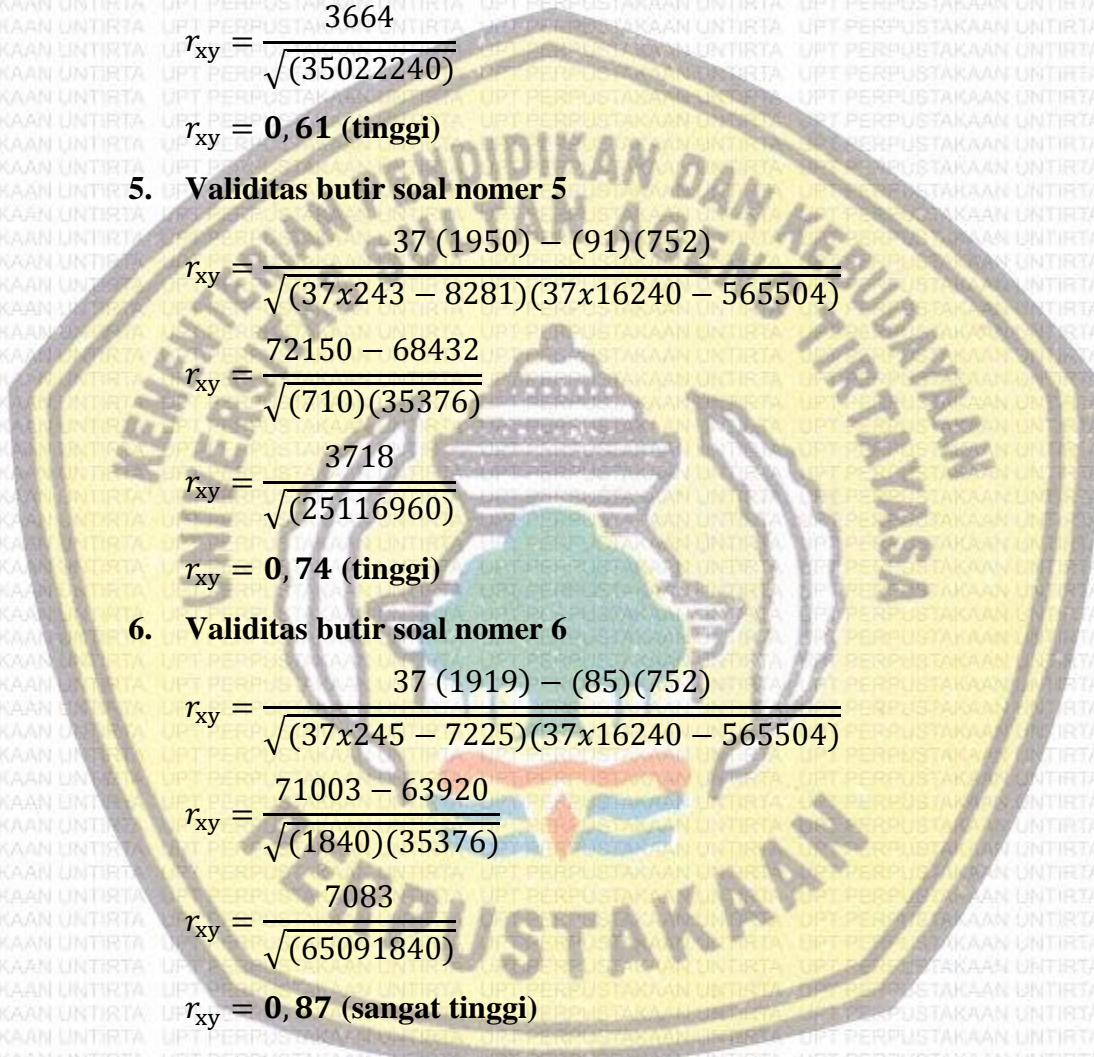 r_xy = 3664 / √(35022240)
r_xy = 0,61 (tinggi)
5. Validitas butir soal nomer 5
r_xy = 37 (1950) − (91)(752) / √(37x243 − 8281)(37x16240 − 565504)
r_xy = 72150 − 68432 / √(710)(35376)
r_xy = 3718 / √(25116960)
r_xy = 0,74 (tinggi)
6. Validitas butir soal nomer 6
r_xy = 37 (1919) − (85)(752) / √(37x245 − 7225)(37x16240 − 565504)
r_xy = 71003 − 63920 / √(1840)(35376)
r_xy = 7083 / √(65091840)
r_xy = 0,87 (sangat tinggi)